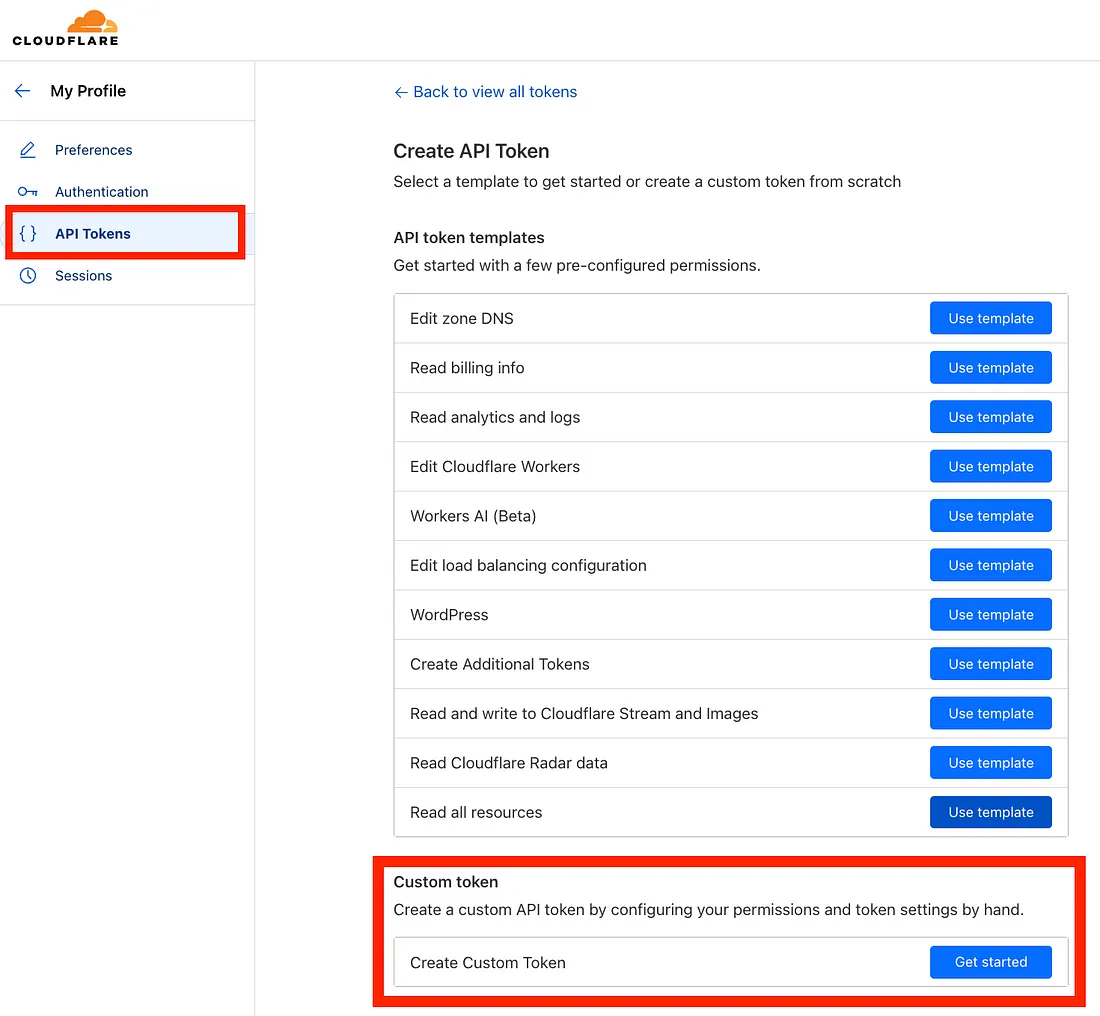 CLOUDFLARE
My Profile
Preferences
Authentication
{ } API Tokens
Sessions
← Back to view all tokens
Create API Token
Select a template to get started or create a custom token from scratch
API token templates
Get started with a few pre-configured permissions.
Edit zone DNS Use template
Read billing info Use template
Read analytics and logs Use template
Edit Cloudflare Workers Use template
Workers AI (Beta) Use template
Edit load balancing configuration Use template
WordPress Use template
Create Additional Tokens Use template
Read and write to Cloudflare Stream and Images Use template
Read Cloudflare Radar data Use template
Read all resources Use template
Custom token
Create a custom API token by configuring your permissions and token settings by hand.
Create Custom Token Get started